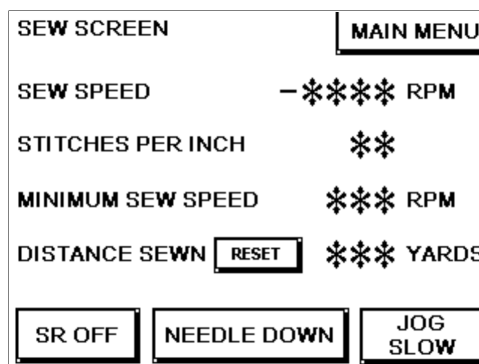 SEW SCREEN MAIN MENU
SEW SPEED -**** RPM
STITCHES PER INCH **
MINIMUM SEW SPEED *** RPM
DISTANCE SEWN RESET *** YARDS
SR OFF NEEDLE DOWN JOG
SLOW